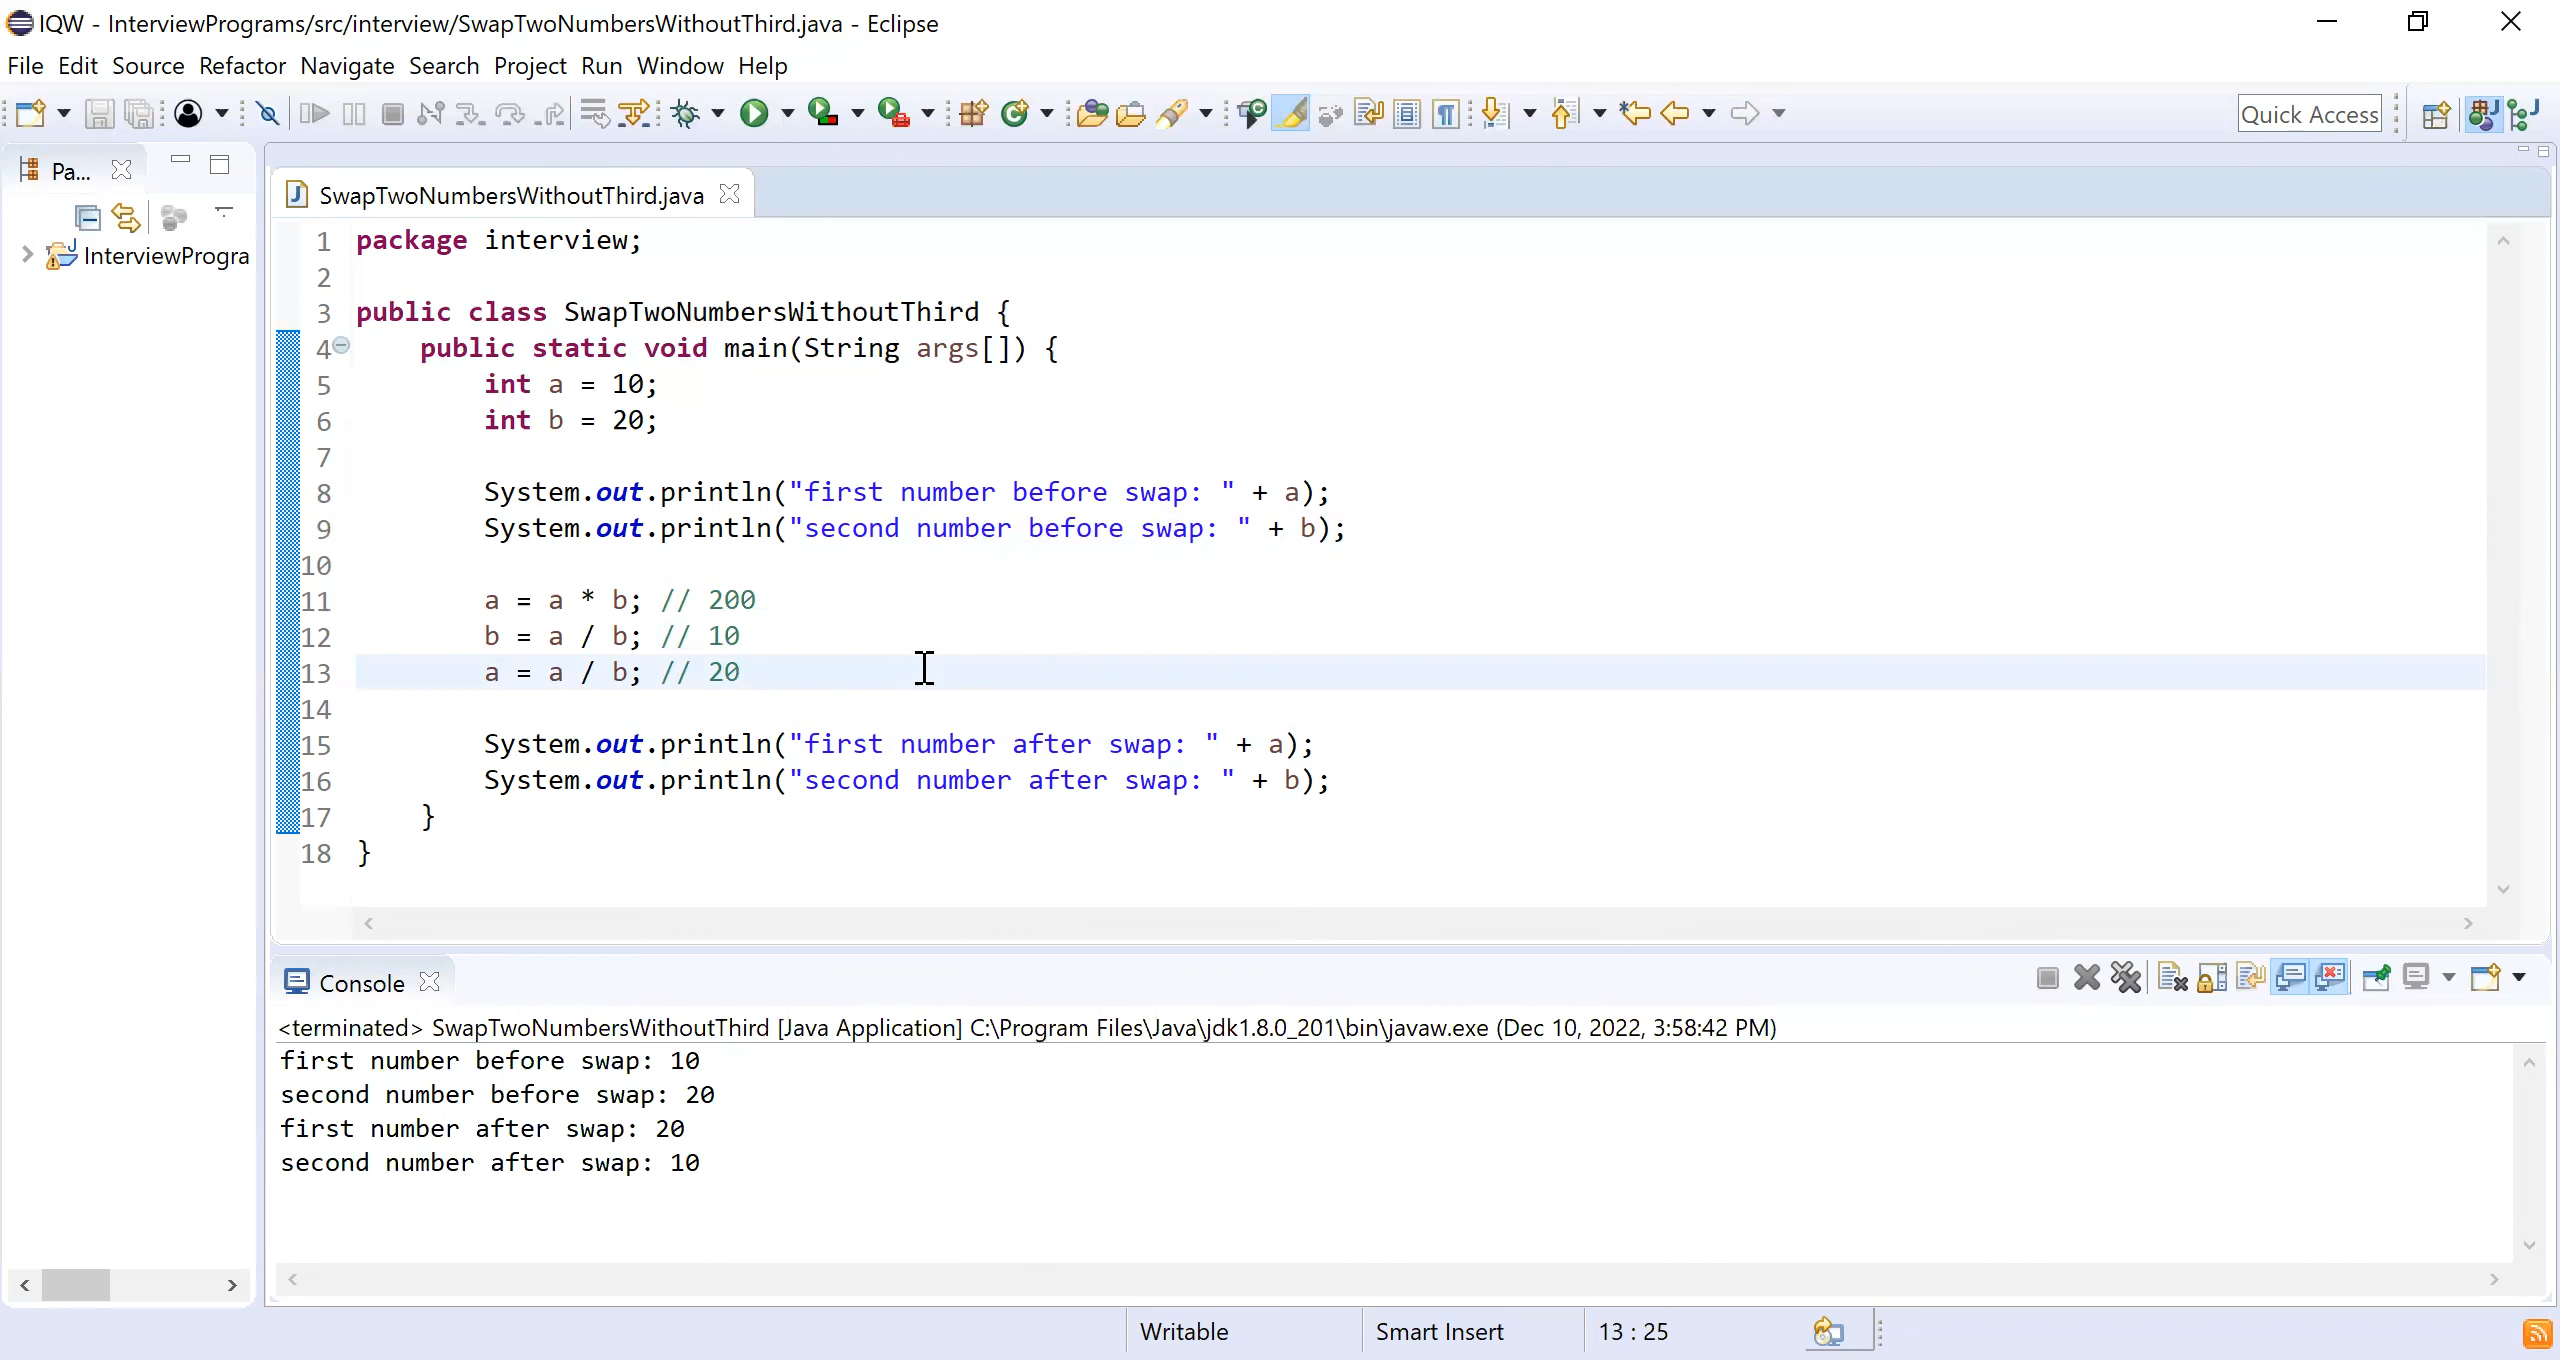 IQW - InterviewPrograms/src/interview/SwapTwoNumbersWithoutThird.java - Eclipse
File Edit Source Refactor Navigate Search Project Run Window Help
Quick Access
Pa...
InterviewProgra
SwapTwoNumbersWithoutThird.java
1 package interview;
2
3 public class SwapTwoNumbersWithoutThird {
4 public static void main(String args[]) {
5 int a = 10;
6 int b = 20;
7
8 System.out.println("first number before swap: " + a);
9 System.out.println("second number before swap: " + b);
10
11 a = a * b; // 200
12 b = a / b; // 10
13 a = a / b; // 20
14
15 System.out.println("first number after swap: " + a);
16 System.out.println("second number after swap: " + b);
17 }
18 }
Console
<terminated> SwapTwoNumbersWithoutThird [Java Application] C:\Program Files\Java\jdk1.8.0_201\bin\javaw.exe (Dec 10, 2022, 3:58:42 PM)
first number before swap: 10
second number before swap: 20
first number after swap: 20
second number after swap: 10
Writable
Smart Insert
13 : 25